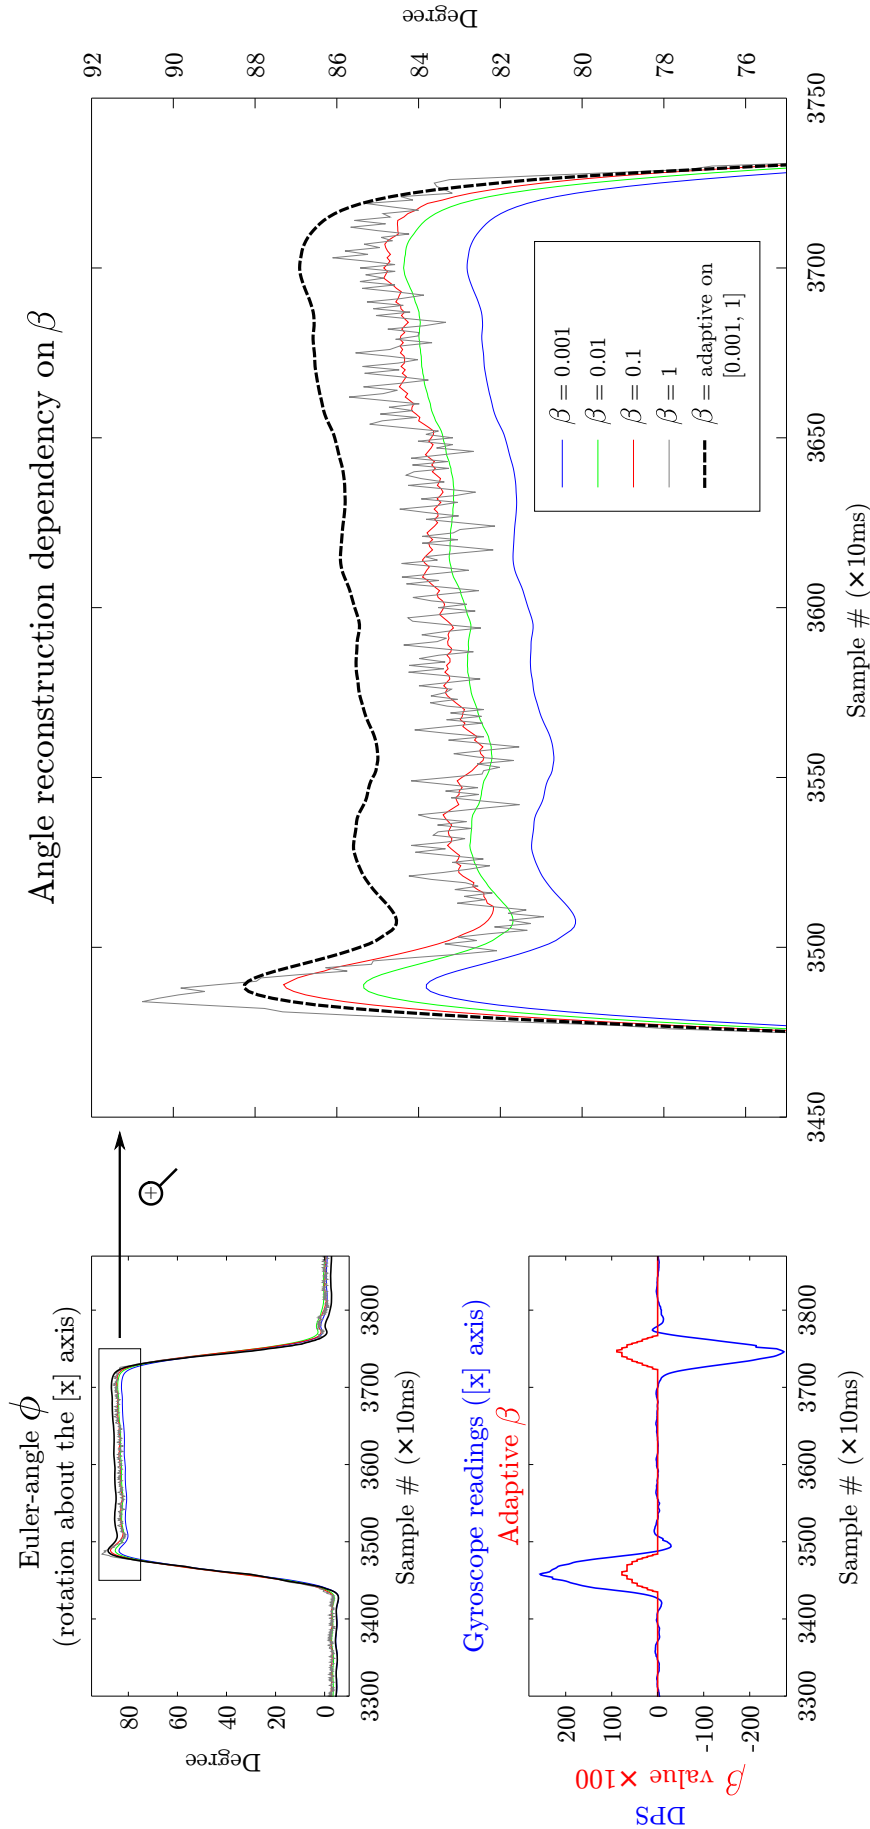 Euler-angle ϕ
(rotation about the [x] axis)
Degree
80
60
40
20
0
3300
3400
3500
3600
3700
3800
Sample # (×10ms)
Gyroscope readings ([x] axis)
Adaptive β
DPS
β value ×100
200
100
0
-100
-200
3300
3400
3500
3600
3700
3800
Sample # (×10ms)
Angle reconstruction dependency on β
Degree
92
90
88
86
84
82
80
78
76
3450
3500
3550
3600
3650
3700
3750
Sample # (×10ms)
β = 0.001
β = 0.01
β = 0.1
β = 1
β = adaptive on
[0.001, 1]